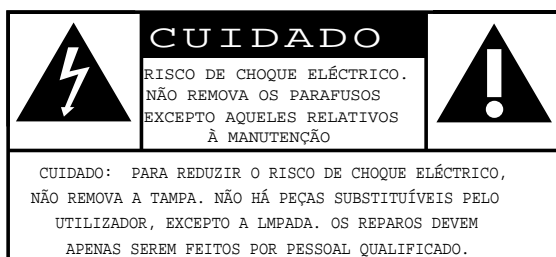 CUIDADO
RISCO DE CHOQUE ELÉCTRICO.
NÃO REMOVA OS PARAFUSOS
EXCEPTO AQUELES RELATIVOS
À MANUTENÇÃO
CUIDADO: PARA REDUZIR O RISCO DE CHOQUE ELÉCTRICO,
NÃO REMOVA A TAMPA. NÃO HÁ PEÇAS SUBSTITUÍVEIS PELO
UTILIZADOR, EXCEPTO A LMPADA. OS REPAROS DEVEM
APENAS SEREM FEITOS POR PESSOAL QUALIFICADO.